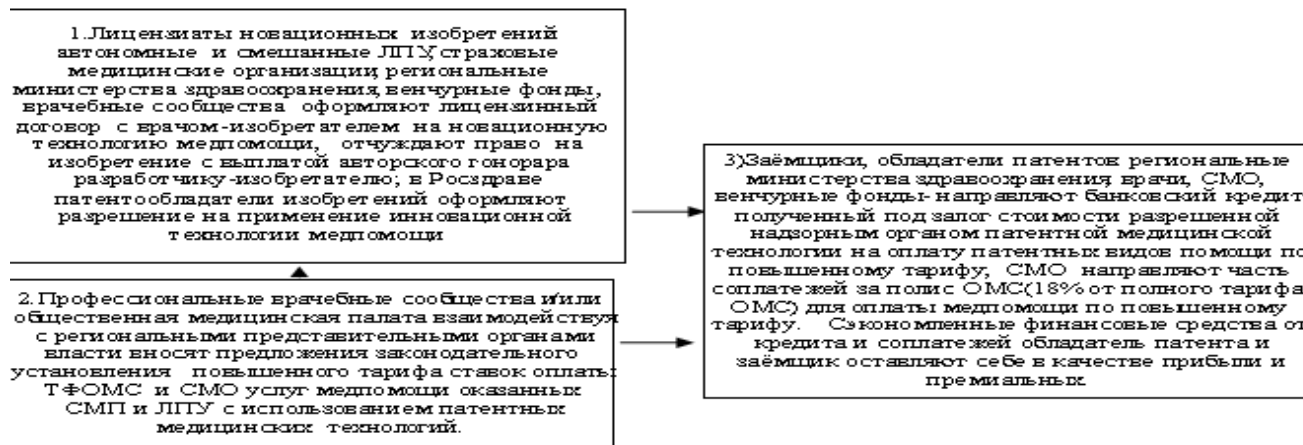 1.Лицензиаты новационных изобретений
автономные и смешанные ЛПУ, страховые
медицинские организации, региональные
министерства здравоохранения, венчурные фонды,
врачебные сообщества оформляют лицензинный
договор с врачом-изобретателем на новационную
технологию медпомощи, отчуждают право на
изобретение с выплатой авторского гонорара
разработчику-изобретателю; в Росздраве
патентообладатели изобретений оформляют
разрешение на применение инновационной
технологии медпомощи
2.Профессиональные врачебные сообщества и/или
общественная медицинская палата взаимодействуя
с региональными представительными органами
власти вносят предложения законодательного
установления повышенного тарифа ставок оплаты
ТФОМС и СМО услуг медпомощи оказанных
СМП и ЛПУ с использованием патентных
медицинских технологий.
3)Заёмщики, обладатели патентов региональные
министерства здравоохранения, врачи, СМО,
венчурные фонды- направляют банковский кредит
полученный под залог стоимости разрешенной
надзорным органом патентной медицинской
технологии на оплату патентных видов помощи по
повышенному тарифу, СМО направляют часть
соплатежей за полис ОМС(18% от полного тарифа
ОМС) для оплаты медпомощи по повышенному
тарифу. Сэкономленные финансовые средства от
кредита и соплатежей обладатель патента и
заёмщик оставляют себе в качестве прибыли и
премиальных.